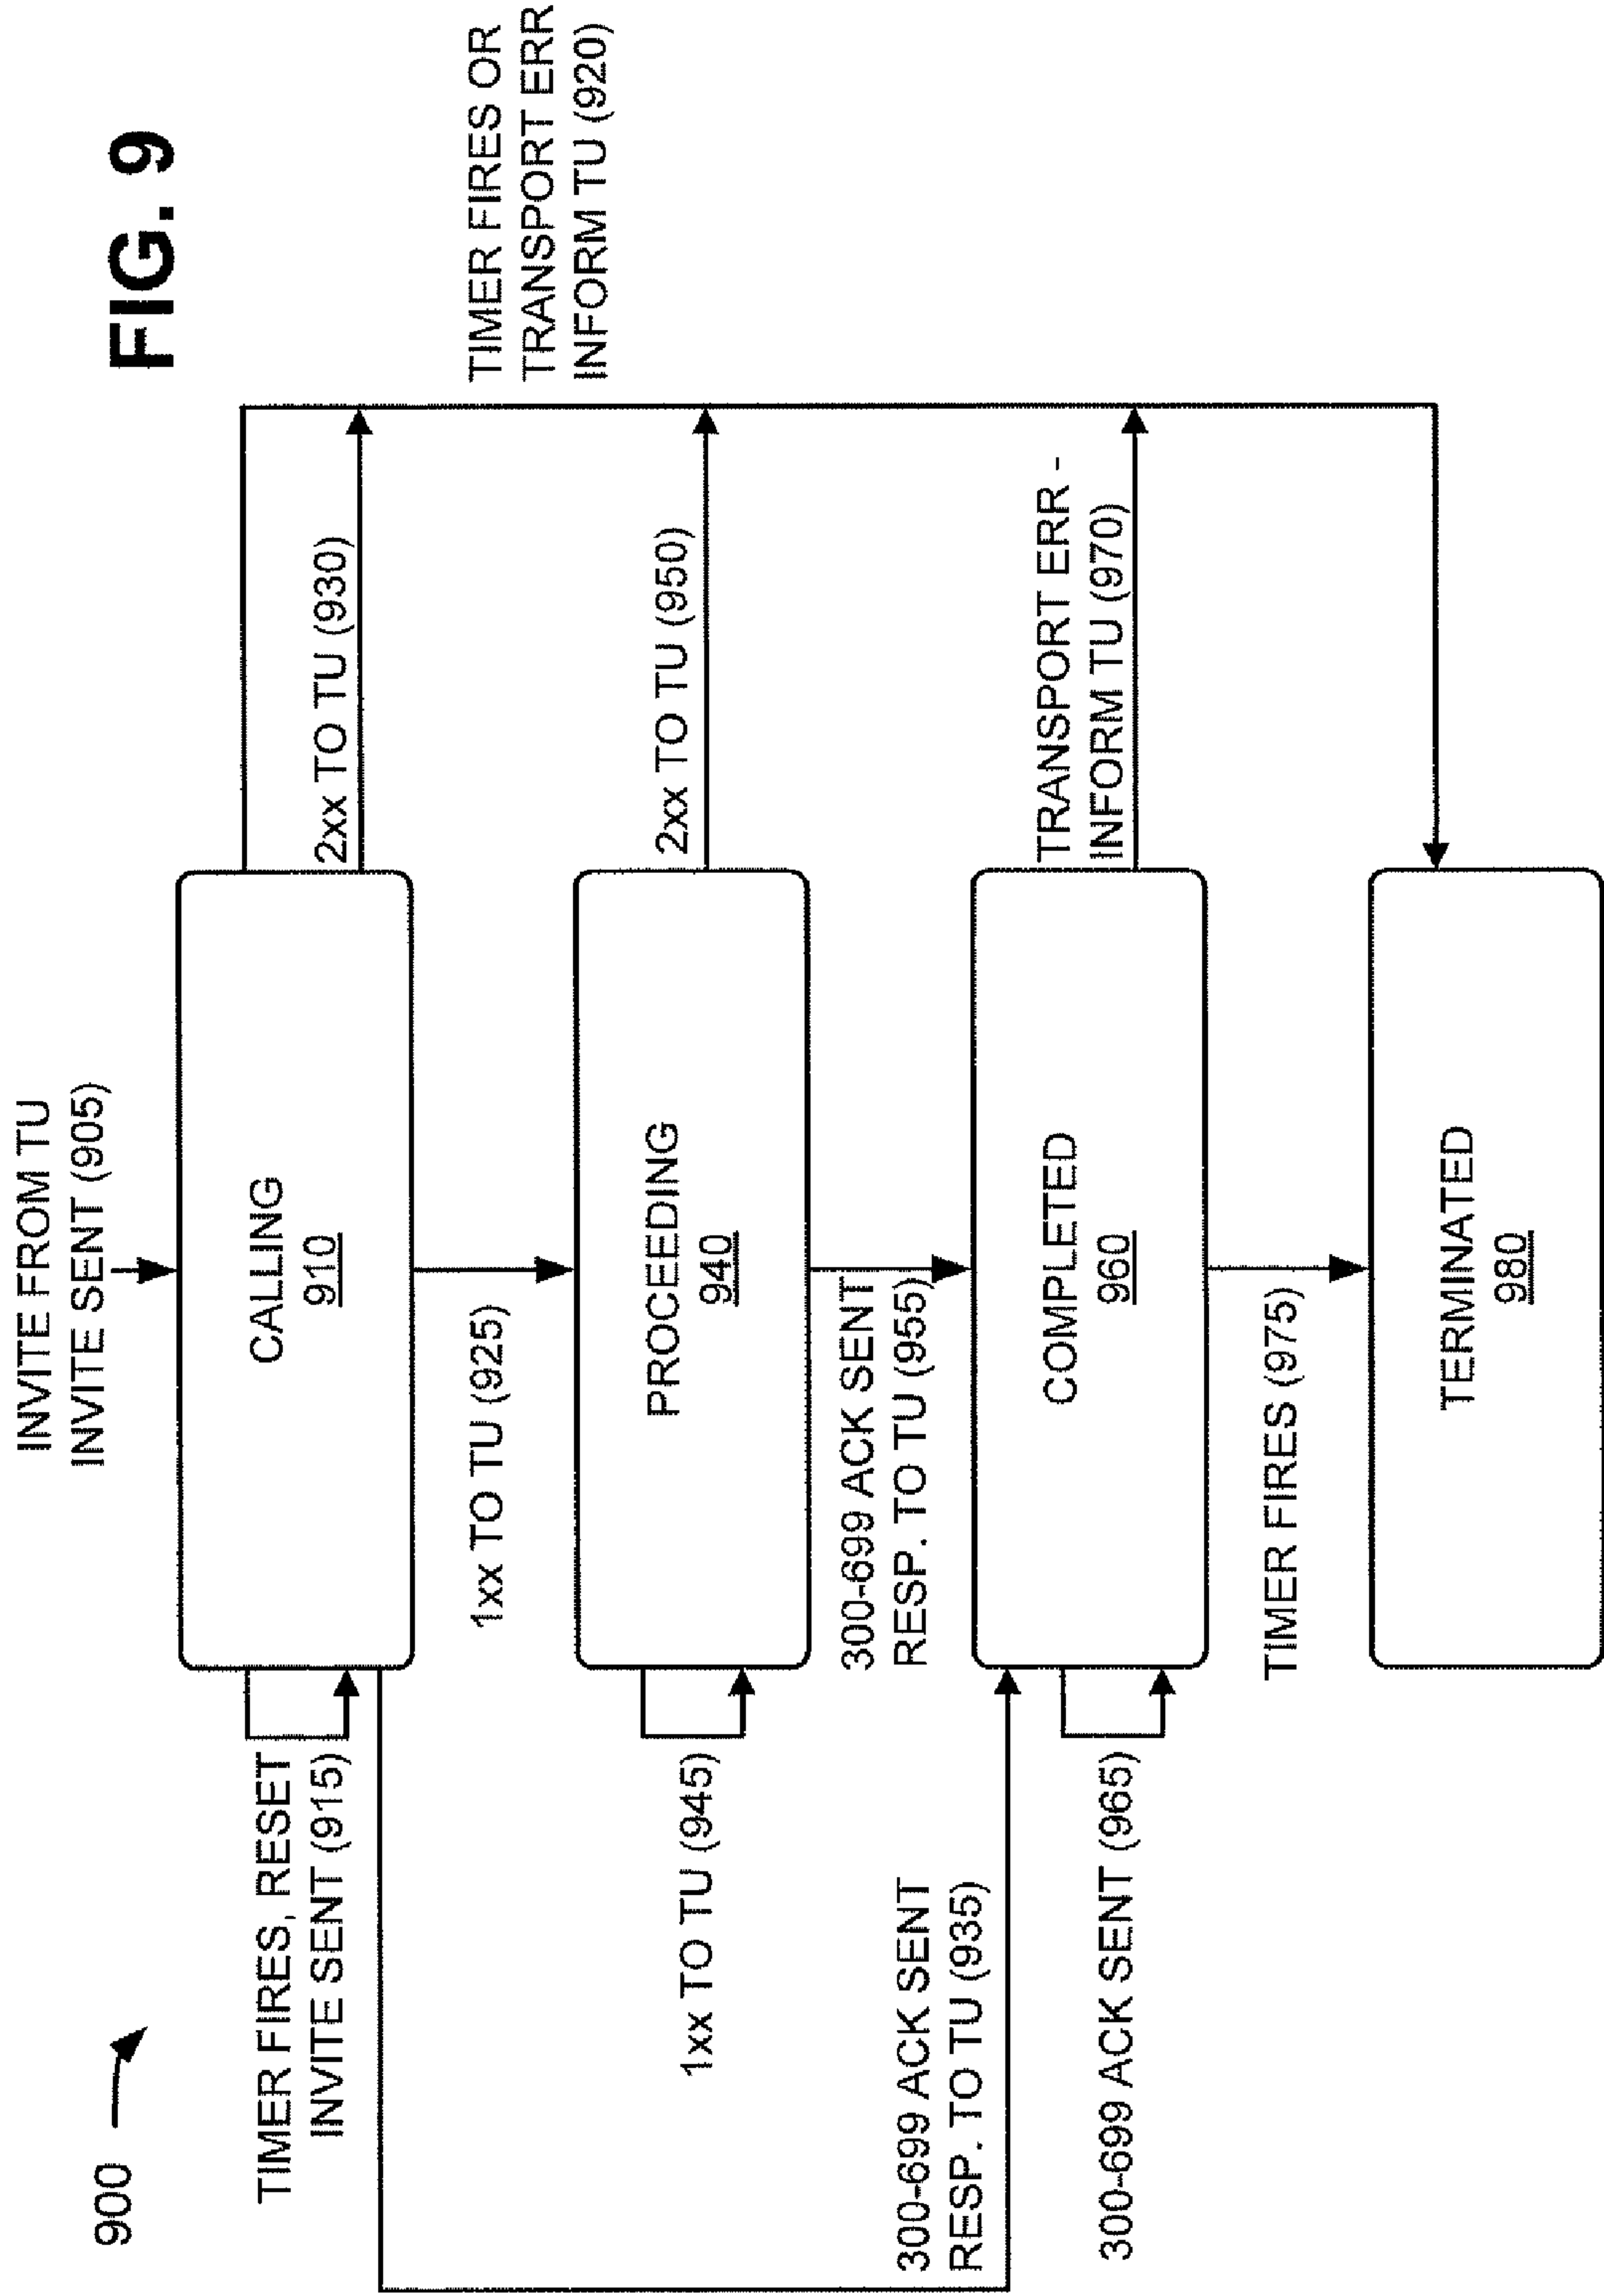 FIG. 9
900
INVITE FROM TU
INVITE SENT (905)
CALLING
910
TIMER FIRES, RESET
INVITE SENT (915)
2xx TO TU (930)
TIMER FIRES OR
TRANSPORT ERR
INFORM TU (920)
1xx TO TU (925)
PROCEEDING
940
1xx TO TU (945)
2xx TO TU (950)
300-699 ACK SENT
RESP. TO TU (955)
300-699 ACK SENT
RESP. TO TU (935)
COMPLETED
960
300-699 ACK SENT (965)
TRANSPORT ERR -
INFORM TU (970)
TIMER FIRES (975)
TERMINATED
980